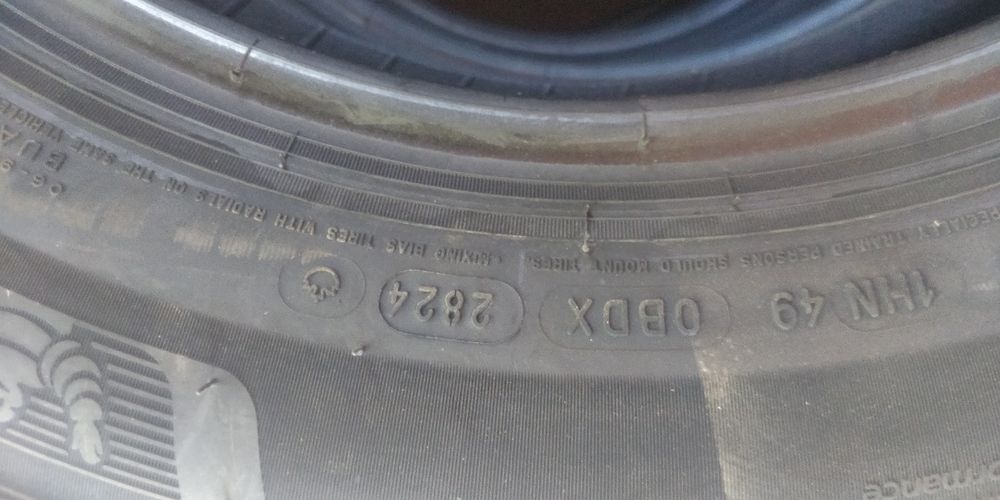 SPECIALLY TRAINED PERSONS SHOULD MOUNT TIRES. • MIXING BIAS TIRES WITH RADIALS ON THE SAME VEHICLE
1HN 49 0BDX 2824
ormance